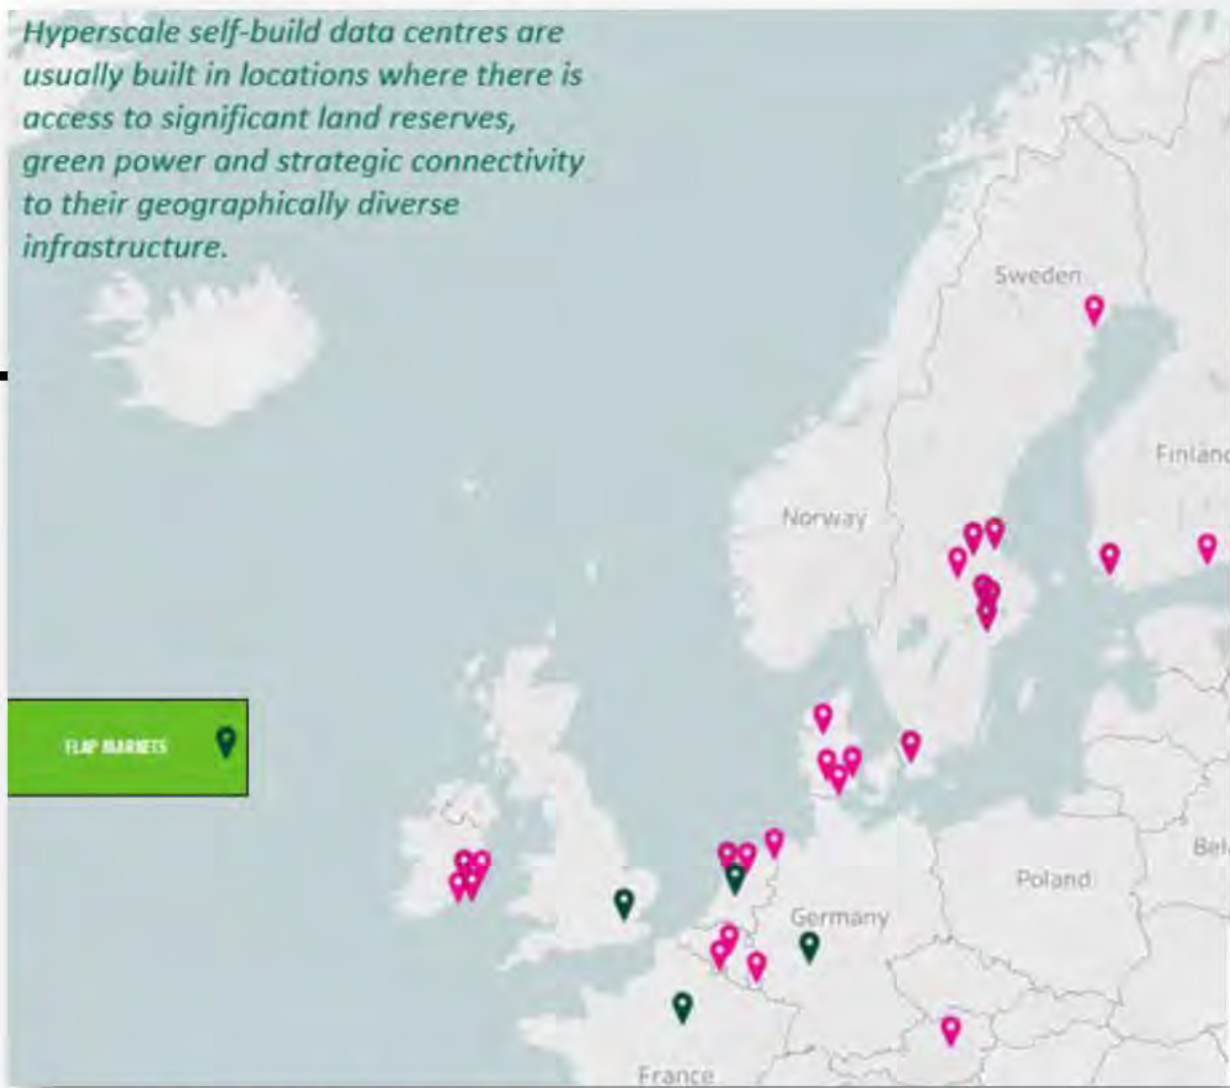 Hyperscale self-build data centres are
usually built in locations where there is
access to significant land reserves,
green power and strategic connectivity
to their geographically diverse
infrastructure.
Sweden
Finland
Norway
FLAP MARKETS
Bel
Poland
Germany
France